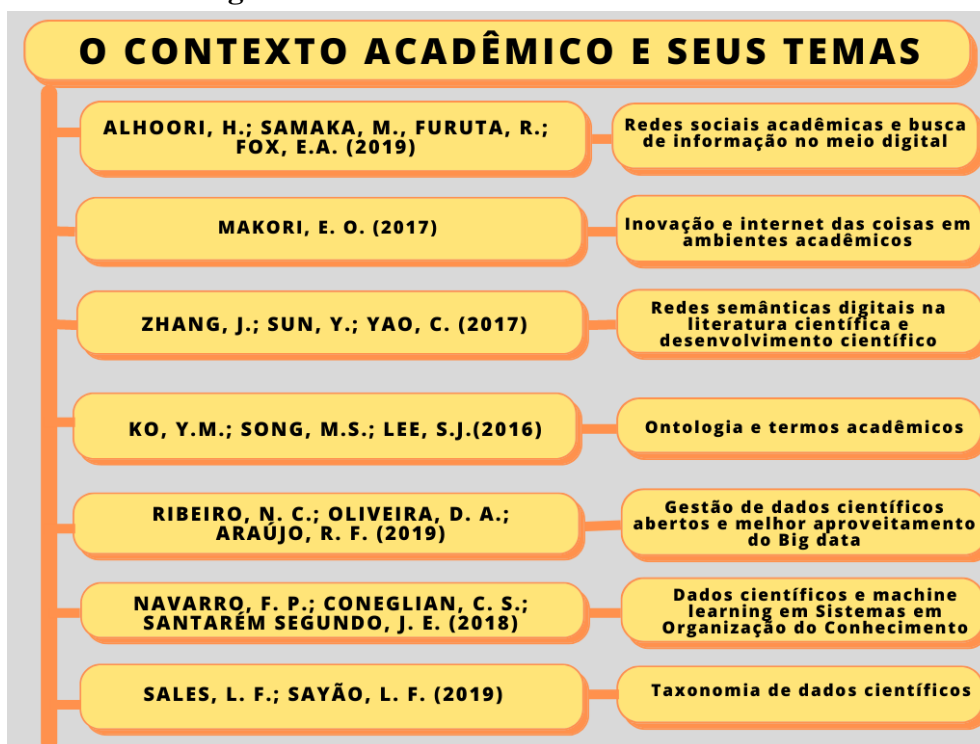 O CONTEXTO ACADÊMICO E SEUS TEMAS
ALHOORI, H.; SAMAKA, M., FURUTA, R.;
FOX, E.A. (2019)
Redes sociais acadêmicas e busca
de informação no meio digital
MAKORI, E. O. (2017)
Inovação e internet das coisas em
ambientes acadêmicos
ZHANG, J.; SUN, Y.; YAO, C. (2017)
Redes semânticas digitais na
literatura científica e
desenvolvimento científico
KO, Y.M.; SONG, M.S.; LEE, S.J.(2016)
Ontologia e termos acadêmicos
RIBEIRO, N. C.; OLIVEIRA, D. A.;
ARAÚJO, R. F. (2019)
Gestão de dados científicos
abertos e melhor aproveitamento
do Big data
NAVARRO, F. P.; CONEGLIAN, C. S.;
SANTARÉM SEGUNDO, J. E. (2018)
Dados científicos e machine
learning em Sistemas em
Organização do Conhecimento
SALES, L. F.; SAYÃO, L. F. (2019)
Taxonomia de dados científicos